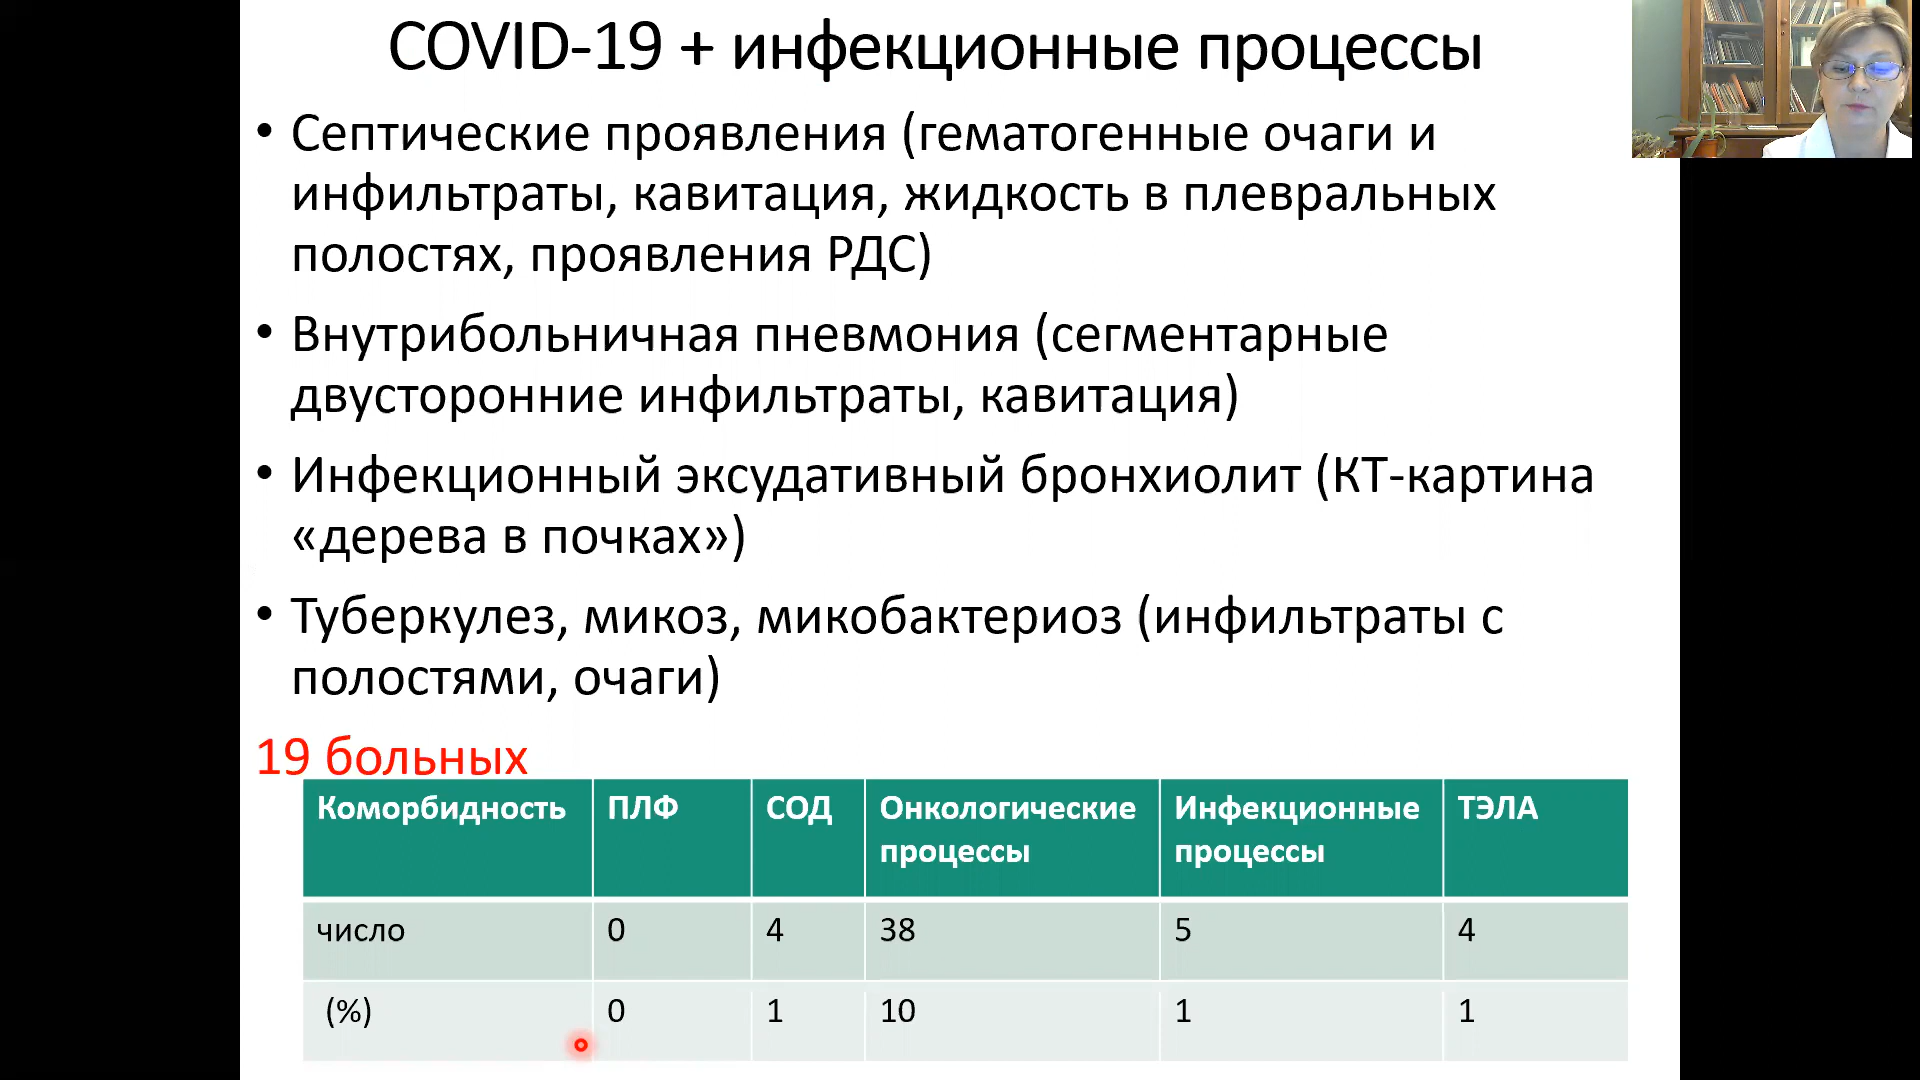 COVID-19 + инфекционные процессы
• Септические проявления (гематогенные очаги и
инфильтраты, кавитация, жидкость в плевральных
полостях, проявления РДС)
• Внутрибольничная пневмония (сегментарные
двусторонние инфильтраты, кавитация)
• Инфекционный эксудативный бронхиолит (КТ-картина
«дерева в почках»)
• Туберкулез, микоз, микобактериоз (инфильтраты с
полостями, очаги)
19 больных
Коморбидность ПЛФ СОД Онкологические процессы Инфекционные процессы ТЭЛА
число 0 4 38 5 4
(%) 0 1 10 1 1